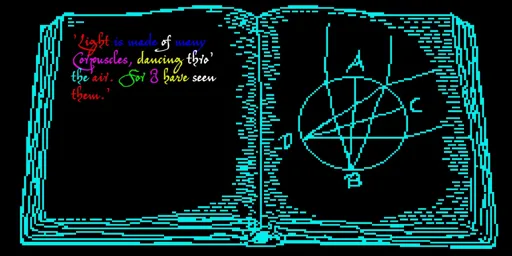 'Light is made of many
Corpuscles, dancing thro'
the air. For I have seen
them.'
A
C
D
B